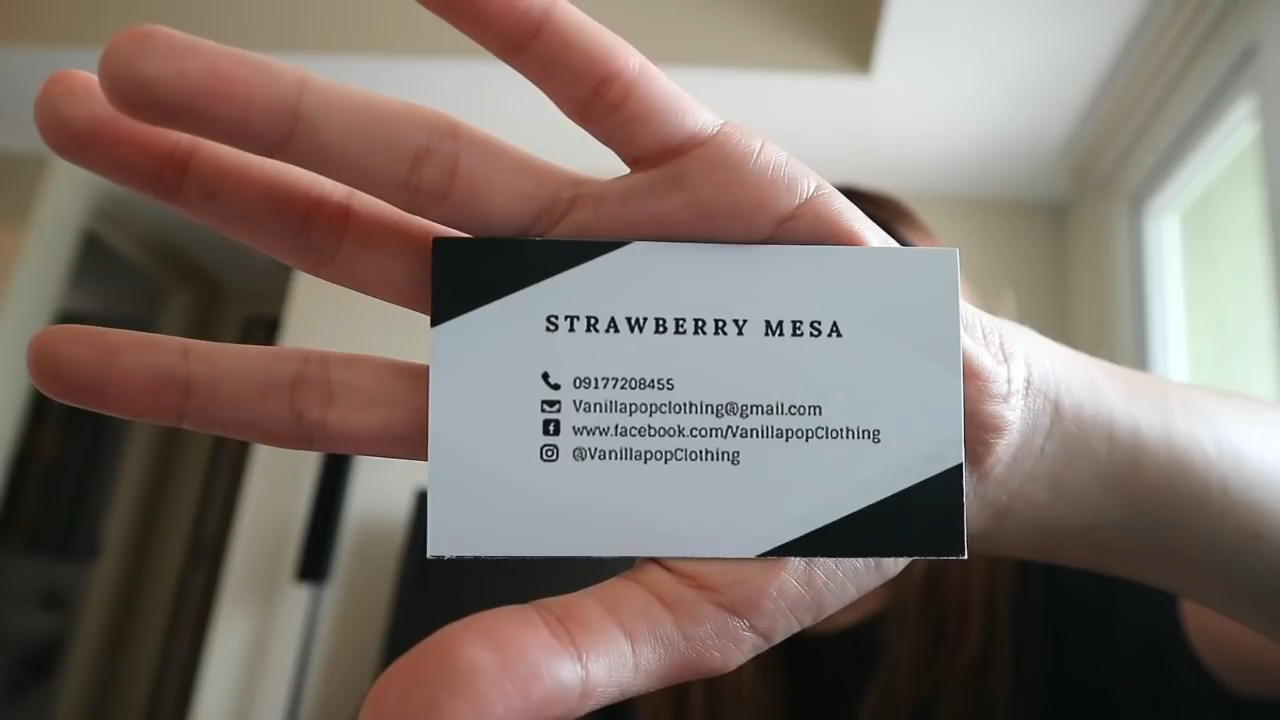 STRAWBERRY MESA
09177208455
Vanillapopclothing@gmail.com
www.facebook.com/VanillapopClothing
@VanillapopClothing